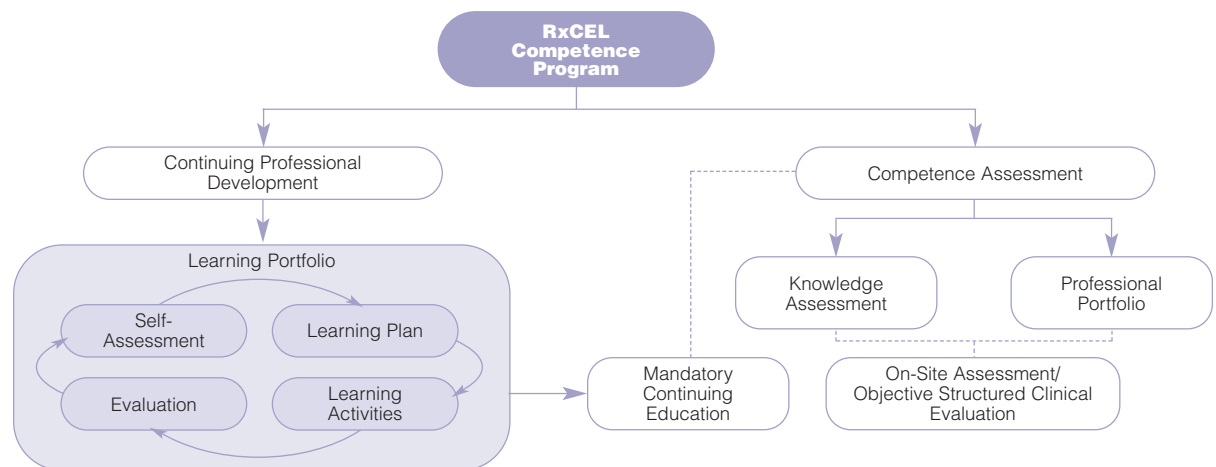 RxCEL
Competence
Program
Continuing Professional
Development
Competence Assessment
Learning Portfolio
Self-
Assessment
Learning Plan
Evaluation
Learning
Activities
Knowledge
Assessment
Professional
Portfolio
Mandatory
Continuing
Education
On-Site Assessment/
Objective Structured Clinical
Evaluation